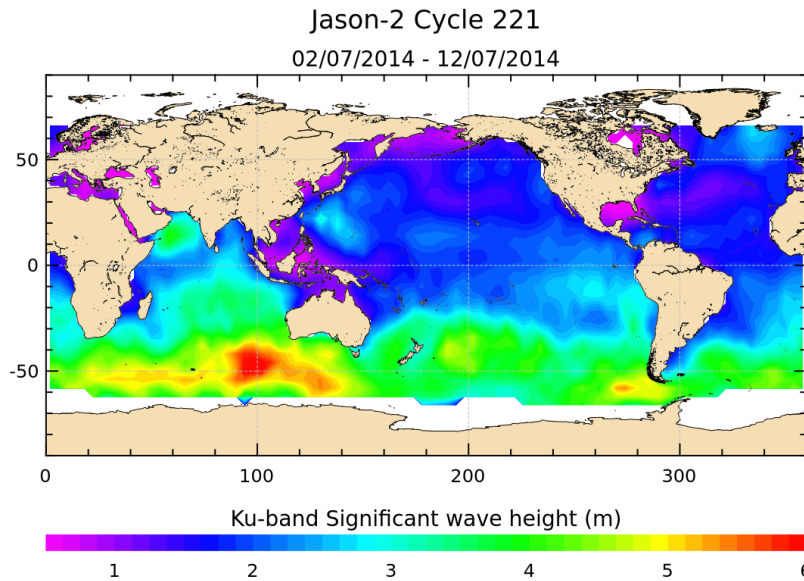 Jason-2 Cycle 221
02/07/2014 - 12/07/2014
50
0
-50
0 100 200 300
Ku-band Significant wave height (m)
1 2 3 4 5 6